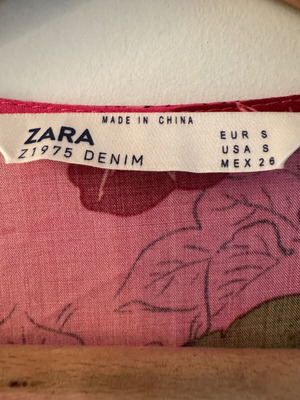 MADE IN CHINA
ZARA
Z1975 DENIM
EUR S
USA S
MEX 26